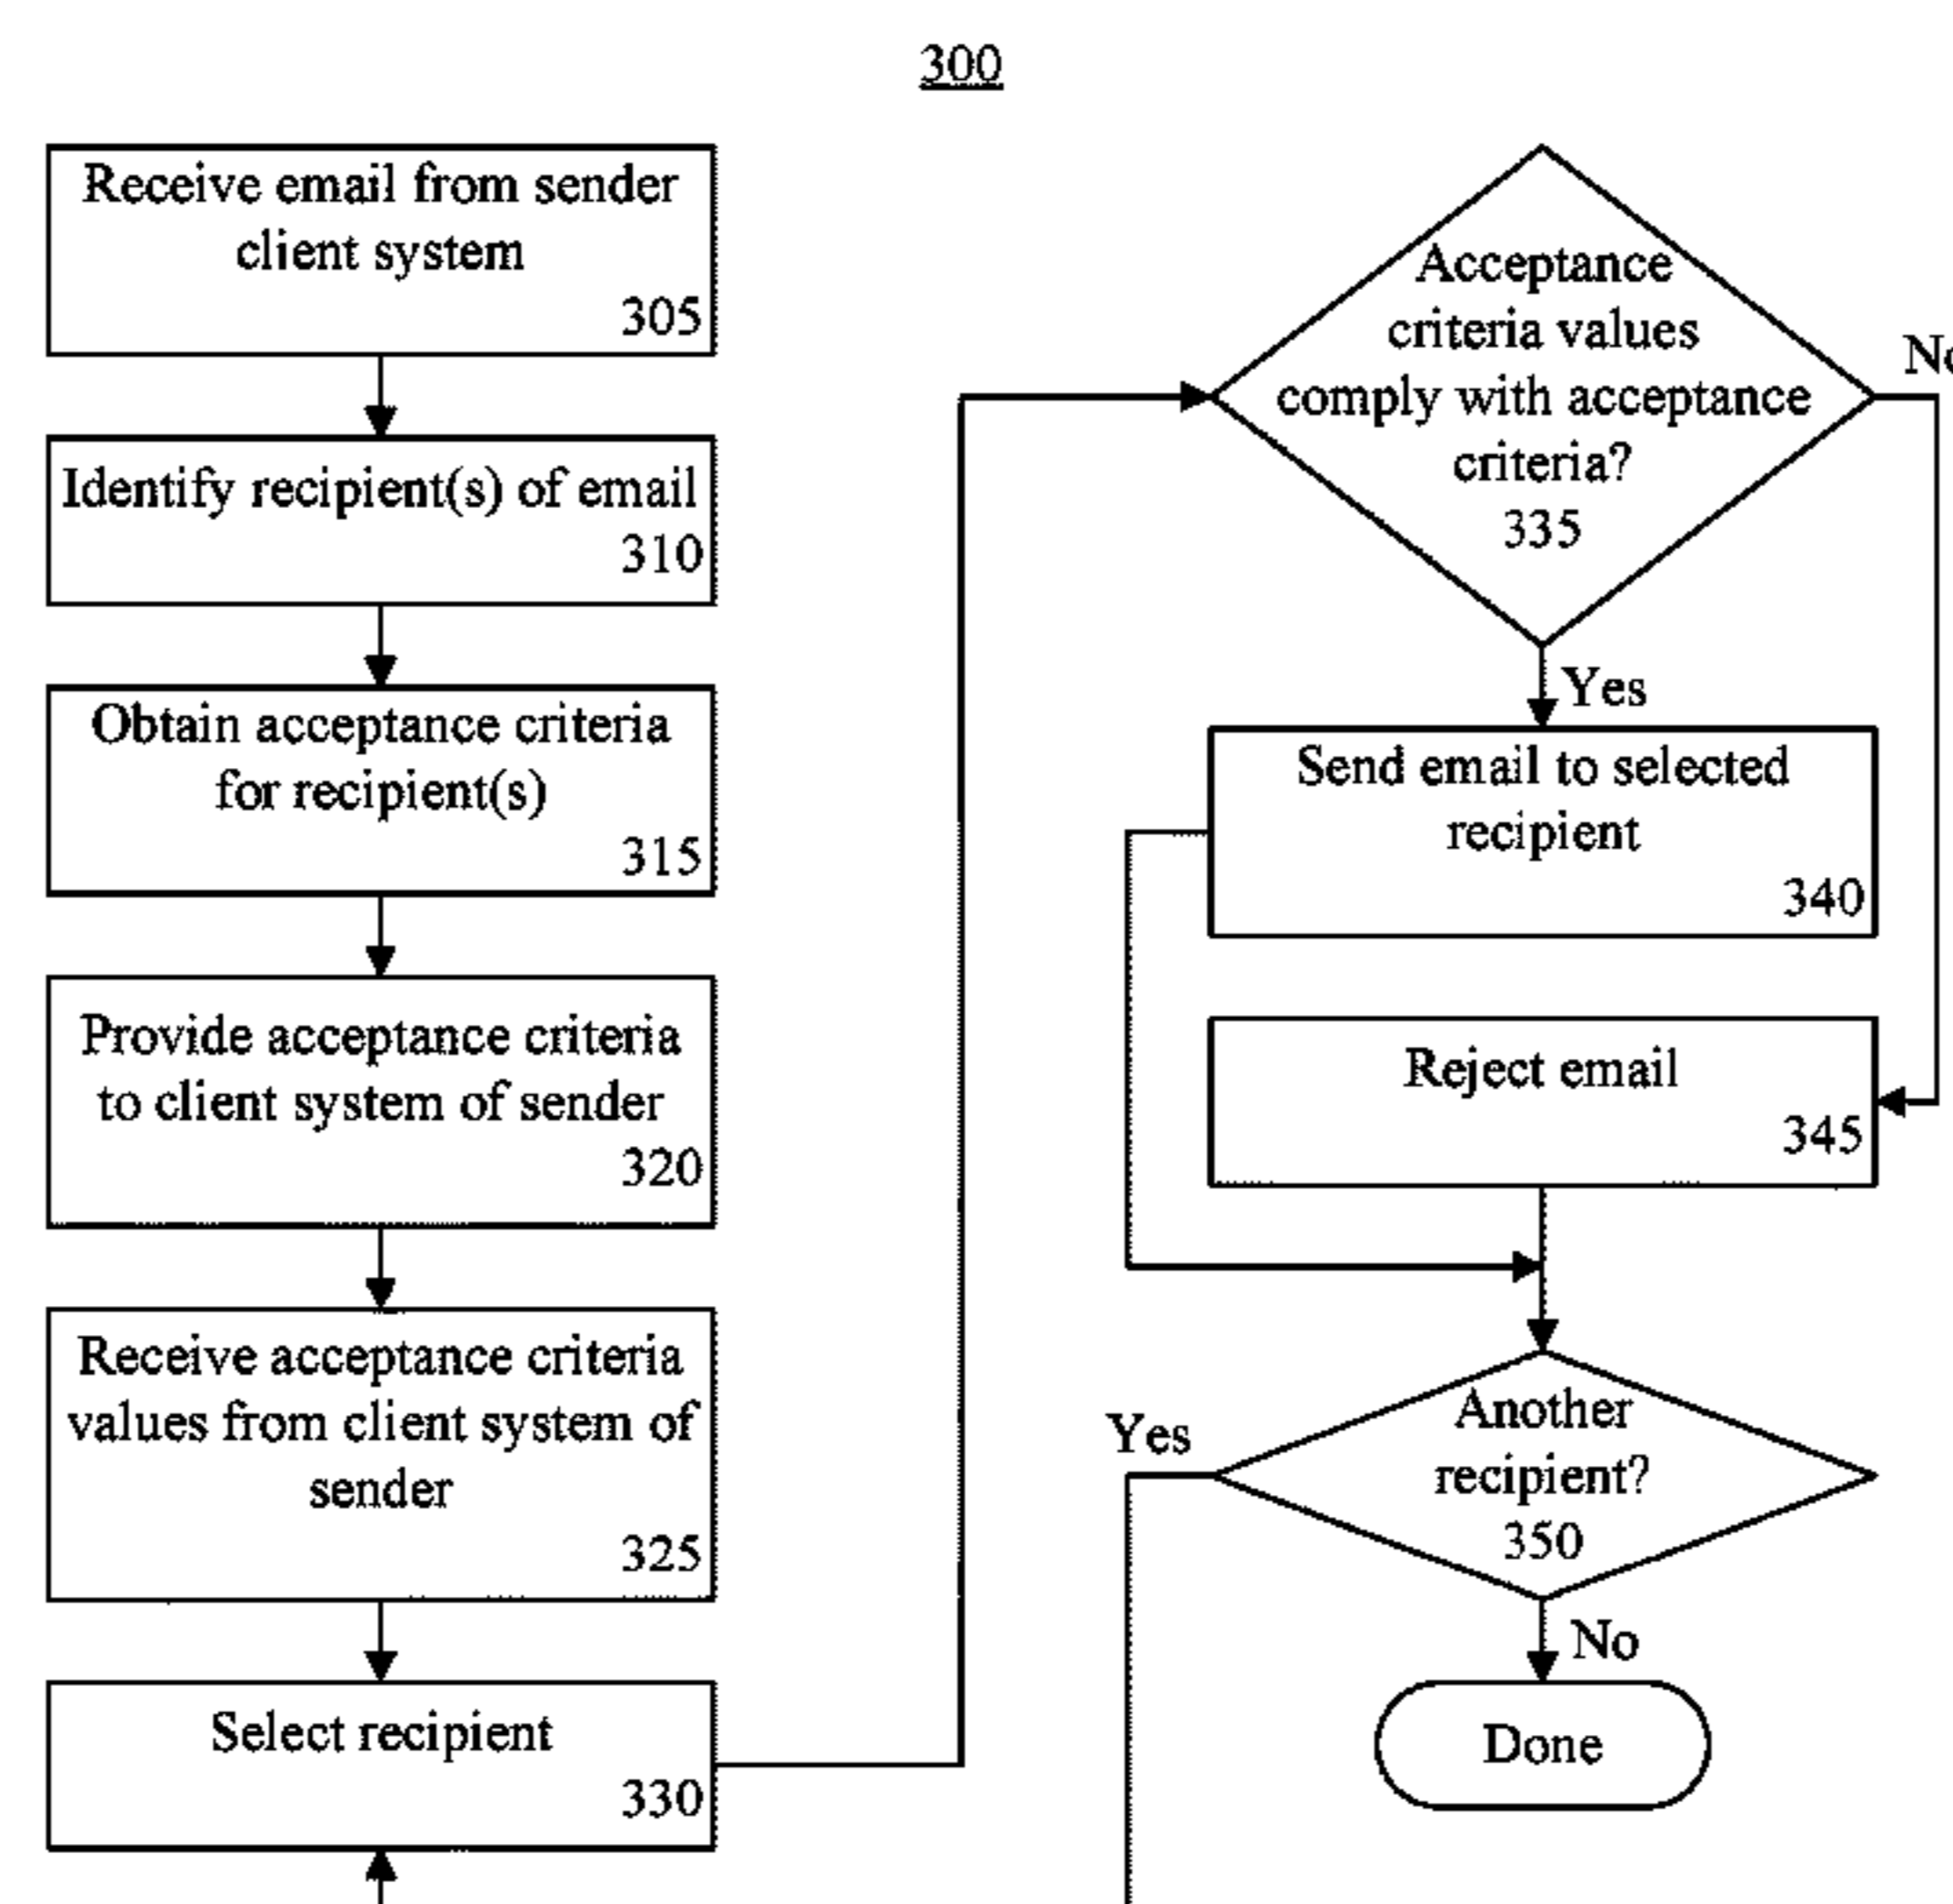 300
Receive email from sender
client system
305
Identify recipient(s) of email
310
Obtain acceptance criteria
for recipient(s)
315
Provide acceptance criteria
to client system of sender
320
Receive acceptance criteria
values from client system of
sender
325
Select recipient
330
Acceptance
criteria values
comply with acceptance
criteria?
335
No
Yes
Send email to selected
recipient
340
Reject email
345
Another
recipient?
350
Yes
No
Done